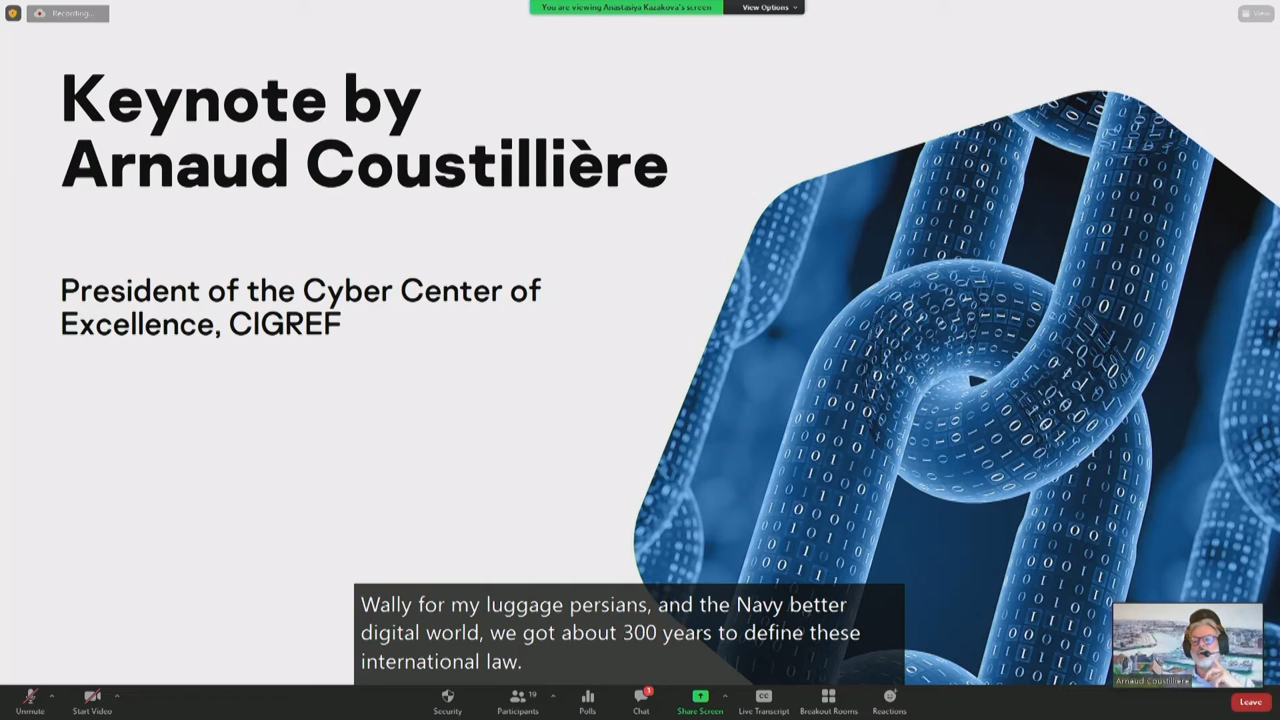 Recording...
You are viewing Anastasiya Kazakova's screen
View Options
View
Keynote by
Arnaud Coustillière
President of the Cyber Center of
Excellence, CIGREF
Wally for my luggage persians, and the Navy better
digital world, we got about 300 years to define these
international law.
Arnaud Coustillière
Unmute
Start Video
Security
19
Participants
Polls
3
Chat
Share Screen
CC
Live Transcript
Breakout Rooms
Reactions
Leave